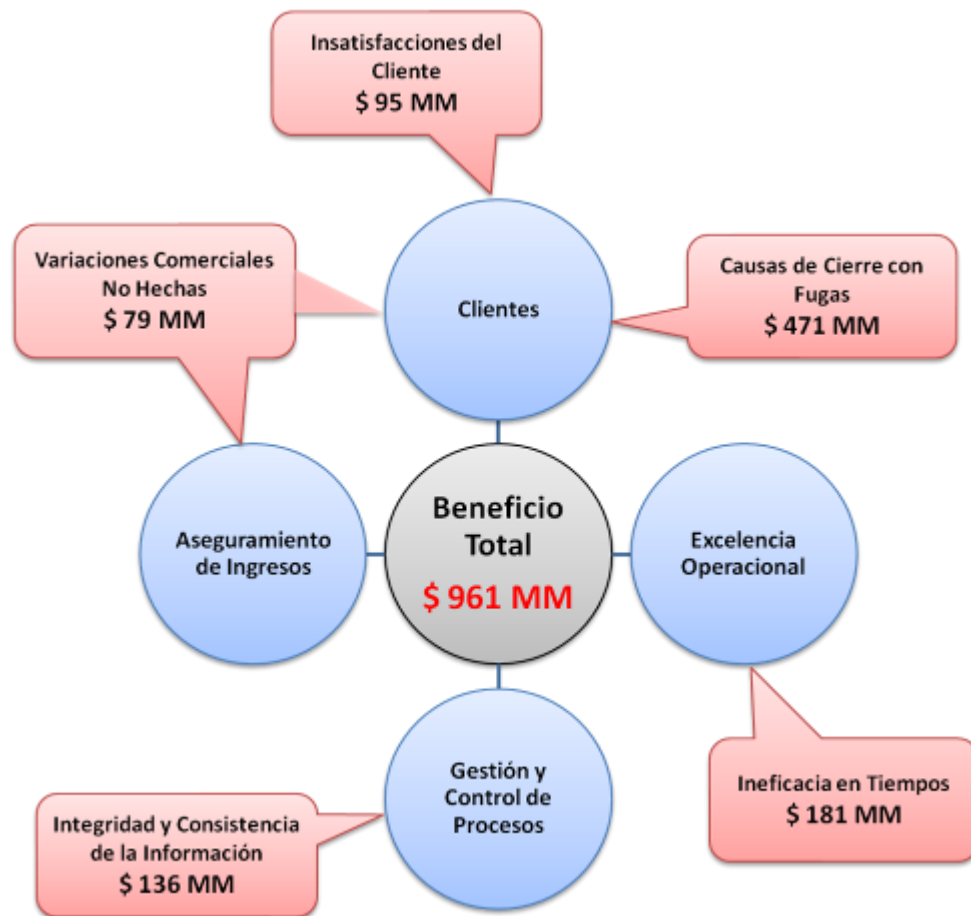 Insatisfacciones del
Cliente
$ 95 MM
Variaciones Comerciales
No Hechas
$ 79 MM
Clientes
Causas de Cierre con
Fugas
$ 471 MM
Aseguramiento
de Ingresos
Beneficio
Total
$ 961 MM
Excelencia
Operacional
Gestión y
Control de
Procesos
Ineficacia en Tiempos
$ 181 MM
Integridad y Consistencia
de la Información
$ 136 MM